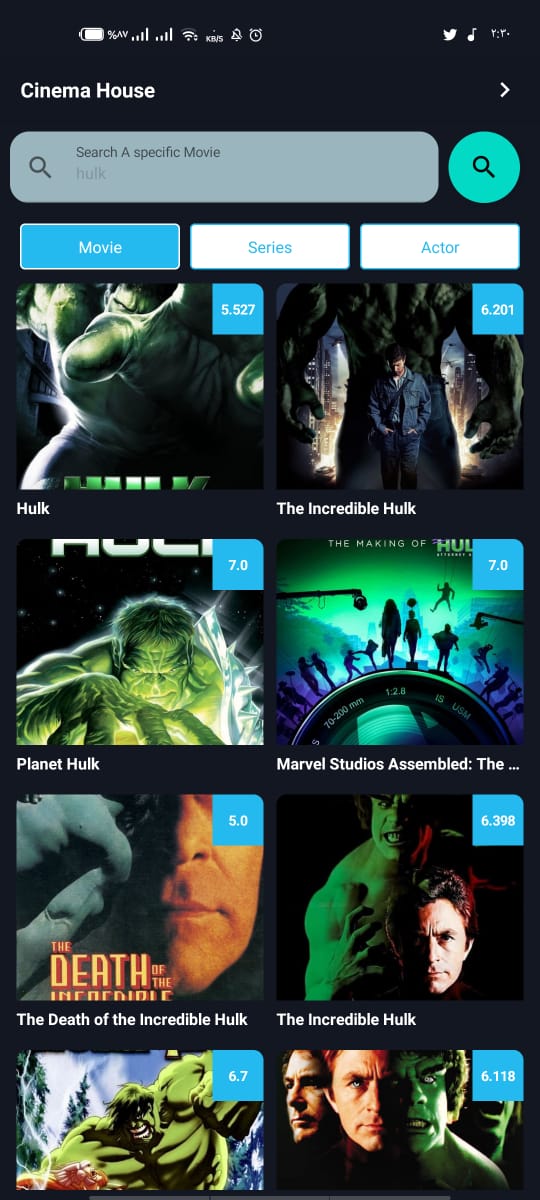 %٨٧
KB/S
٢:٣٠
Cinema House
Search A specific Movie
hulk
Movie
Series
Actor
5.527
6.201
HULK
Hulk
The Incredible Hulk
HULK
7.0
THE MAKING OF
HUL
7.0
70-200 mm
1:2.8
IS
USM
Planet Hulk
Marvel Studios Assembled: The ...
5.0
6.398
THE
DEATH OF
THE
INCREDIBLE
The Death of the Incredible Hulk
The Incredible Hulk
6.7
6.118